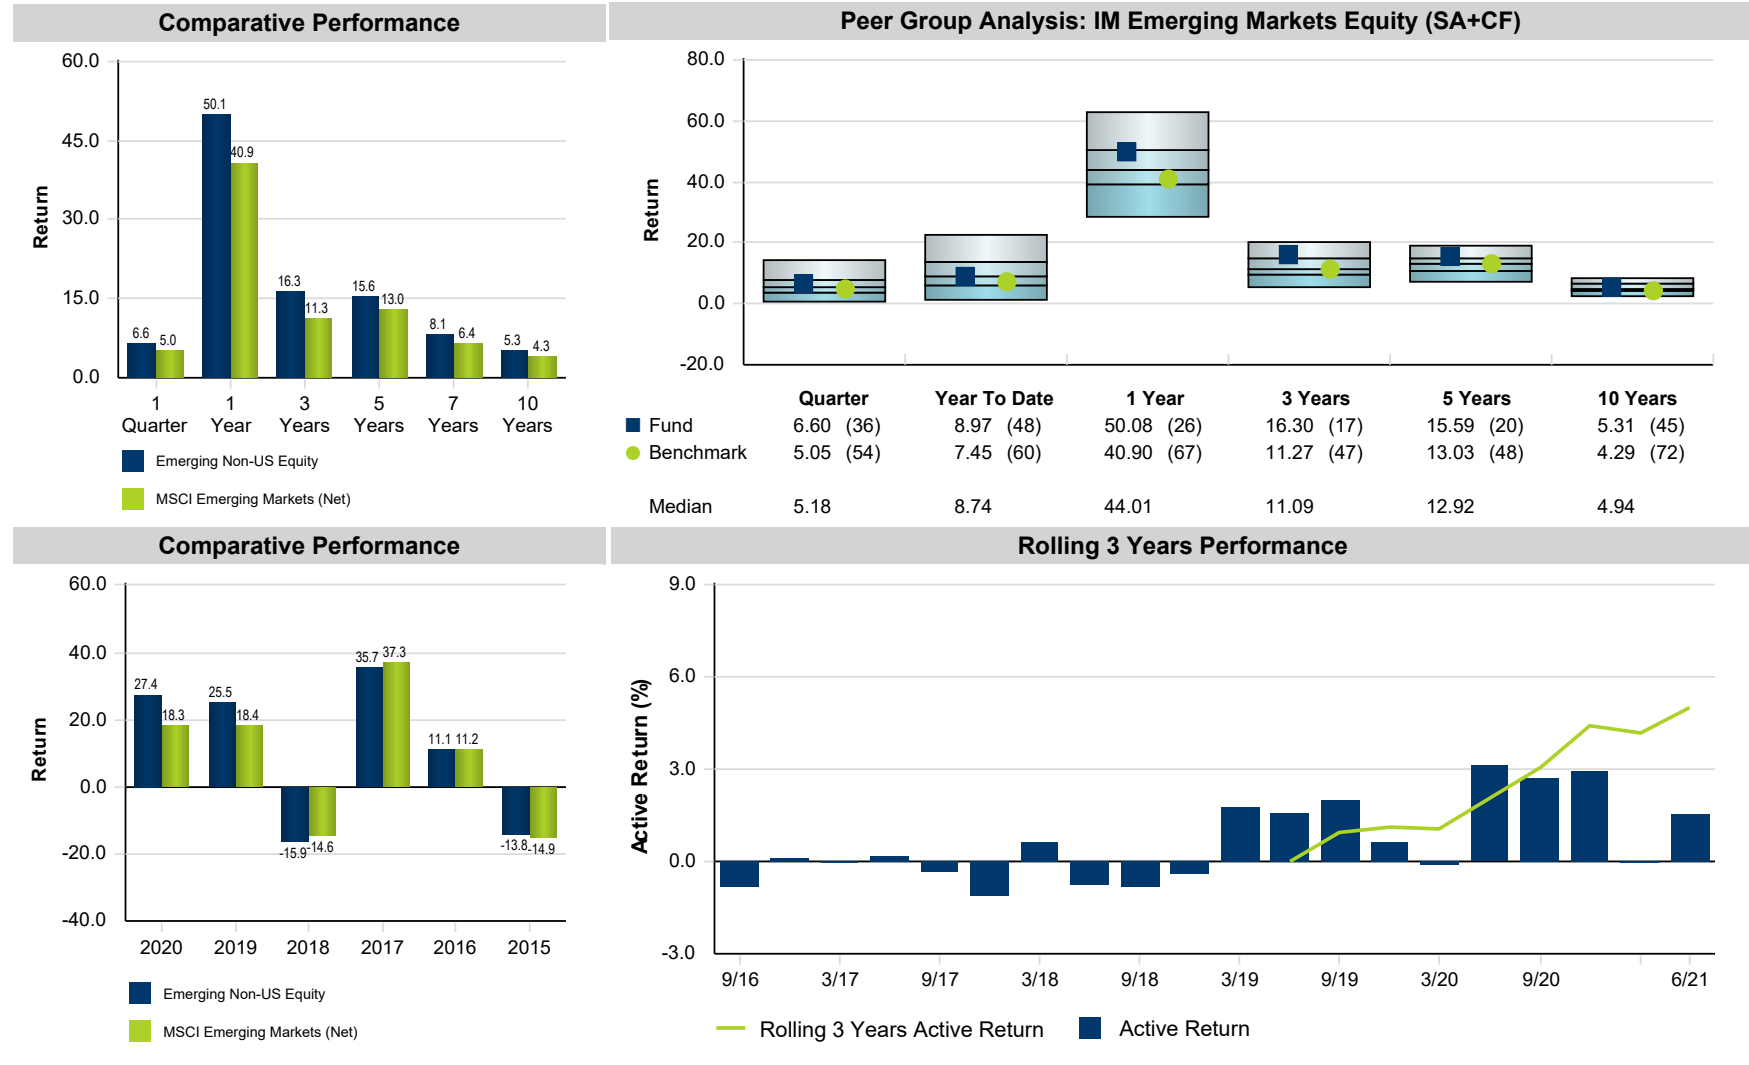 Comparative Performance
60.0
45.0
30.0
15.0
0.0
Return
50.1
40.9
16.3
11.3
15.6
13.0
8.1
6.4
6.6
5.0
5.3
4.3
1 Quarter
1 Year
3 Years
5 Years
7 Years
10 Years
Emerging Non-US Equity
MSCI Emerging Markets (Net)
Peer Group Analysis: IM Emerging Markets Equity (SA+CF)
80.0
60.0
40.0
20.0
0.0
-20.0
Return
Quarter Year To Date 1 Year 3 Years 5 Years 10 Years
Fund 6.60 (36) 8.97 (48) 50.08 (26) 16.30 (17) 15.59 (20) 5.31 (45)
Benchmark 5.05 (54) 7.45 (60) 40.90 (67) 11.27 (47) 13.03 (48) 4.29 (72)
Median 5.18 8.74 44.01 11.09 12.92 4.94
Comparative Performance
60.0
40.0
20.0
0.0
-20.0
-40.0
Return
27.4
18.3
25.5
18.4
-15.9
-14.6
35.7
37.3
11.1
11.2
-13.8
-14.9
2020 2019 2018 2017 2016 2015
Emerging Non-US Equity
MSCI Emerging Markets (Net)
Rolling 3 Years Performance
9.0
6.0
3.0
0.0
-3.0
Active Return (%)
9/16 3/17 9/17 3/18 9/18 3/19 9/19 3/20 9/20 6/21
Rolling 3 Years Active Return Active Return